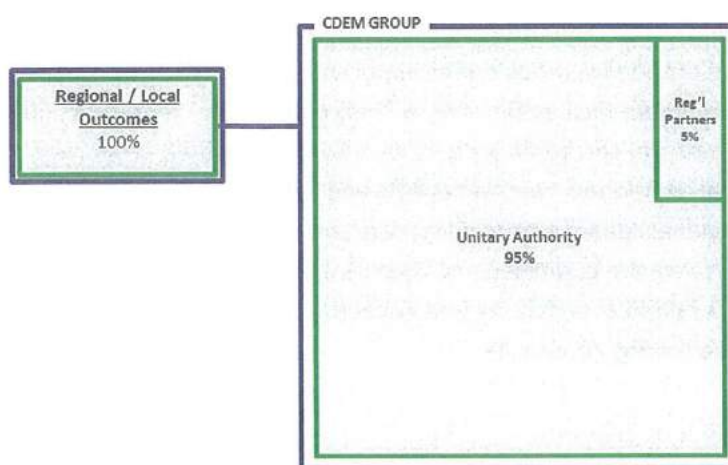 CDEM GROUP
Regional / Local
Outcomes
100%
Reg'l
Partners
5%
Unitary Authority
95%